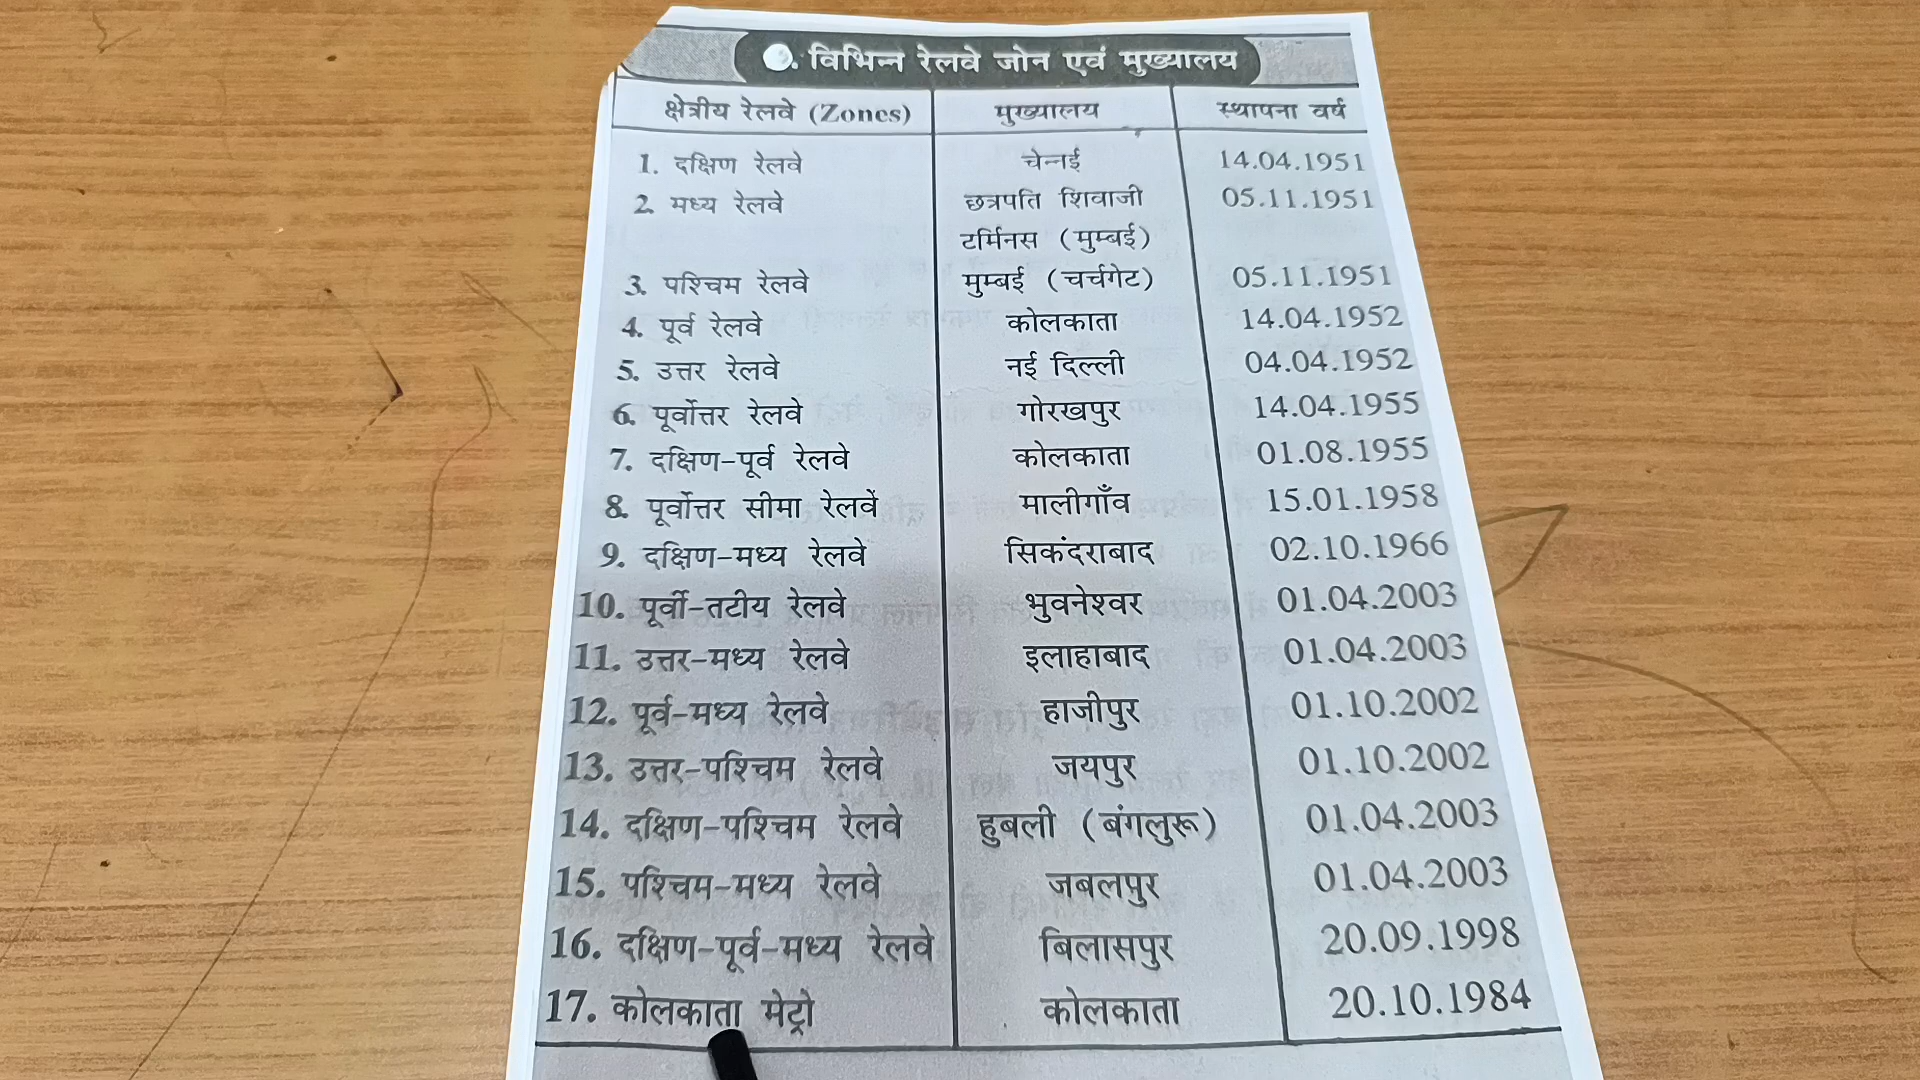 विभिन्न रेलवे जोन एवं मुख्यालय
क्षेत्रीय रेलवे (Zones) मुख्यालय स्थापना वर्ष
1. दक्षिण रेलवे चेन्नई 14.04.1951
2. मध्य रेलवे छत्रपति शिवाजी 05.11.1951
टर्मिनस (मुम्बई)
3. पश्चिम रेलवे मुम्बई (चर्चगेट) 05.11.1951
4. पूर्व रेलवे कोलकाता 14.04.1952
5. उत्तर रेलवे नई दिल्ली 04.04.1952
6. पूर्वोत्तर रेलवे गोरखपुर 14.04.1955
7. दक्षिण-पूर्व रेलवे कोलकाता 01.08.1955
8. पूर्वोत्तर सीमा रेलवें मालीगाँव 15.01.1958
9. दक्षिण-मध्य रेलवे सिकंदराबाद 02.10.1966
10. पूर्वी-तटीय रेलवे भुवनेश्वर 01.04.2003
11. उत्तर-मध्य रेलवे इलाहाबाद 01.04.2003
12. पूर्व-मध्य रेलवे हाजीपुर 01.10.2002
13. उत्तर-पश्चिम रेलवे जयपुर 01.10.2002
14. दक्षिण-पश्चिम रेलवे हुबली (बंगलुरू) 01.04.2003
15. पश्चिम-मध्य रेलवे जबलपुर 01.04.2003
16. दक्षिण-पूर्व-मध्य रेलवे बिलासपुर 20.09.1998
17. कोलकाता मेट्रो कोलकाता 20.10.1984